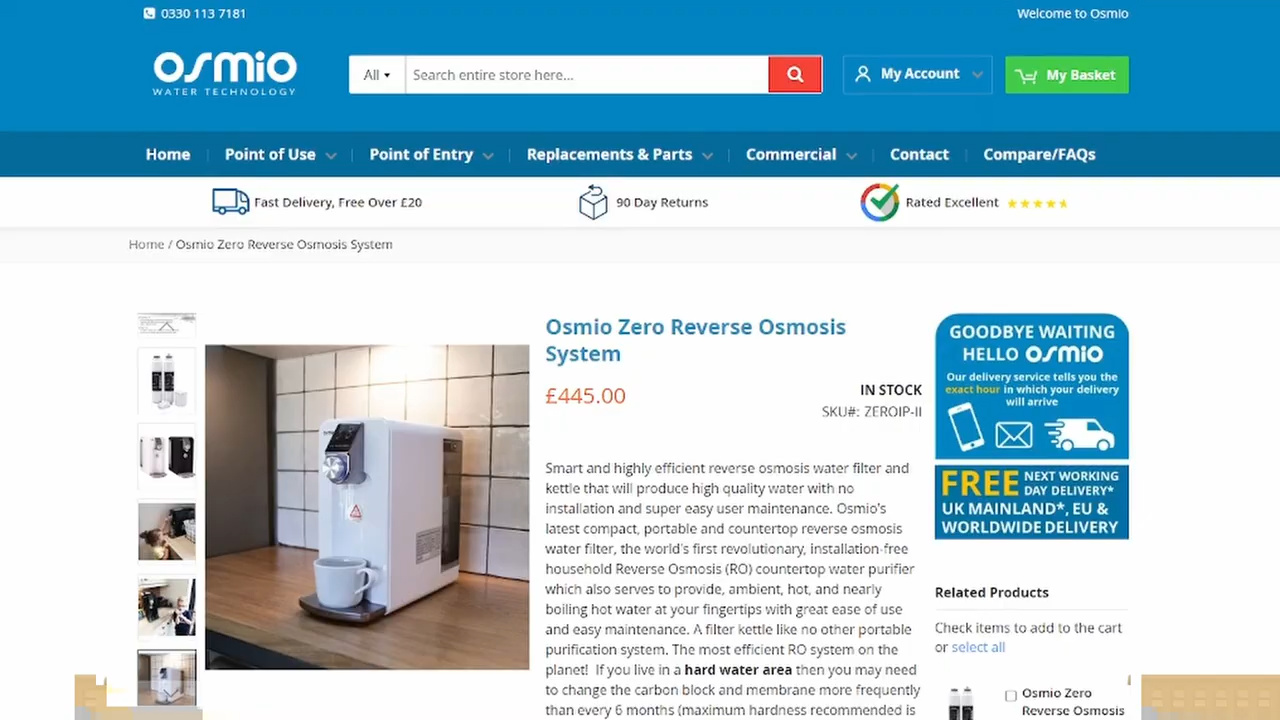 0330 113 7181
Welcome to Osmio
osmio
WATER TECHNOLOGY
All
Search entire store here...
My Account
My Basket
Home
Point of Use
Point of Entry
Replacements & Parts
Commercial
Contact
Compare/FAQs
Fast Delivery, Free Over £20
90 Day Returns
Rated Excellent
Home / Osmio Zero Reverse Osmosis System
Osmio Zero Reverse Osmosis
System
£445.00
IN STOCK
SKU#: ZEROIP-II
Smart and highly efficient reverse osmosis water filter and
kettle that will produce high quality water with no
installation and super easy user maintenance. Osmio's
latest compact, portable and countertop reverse osmosis
water filter, the world's first revolutionary, installation-free
household Reverse Osmosis (RO) countertop water purifier
which also serves to provide, ambient, hot, and nearly
boiling hot water at your fingertips with great ease of use
and easy maintenance. A filter kettle like no other portable
purification system. The most efficient RO system on the
planet! If you live in a hard water area then you may need
to change the carbon block and membrane more frequently
than every 6 months (maximum hardness recommended is
GOODBYE WAITING
HELLO osmio
Our delivery service tells you the
exact hour in which your delivery
will arrive
FREE NEXT WORKING
DAY DELIVERY*
UK MAINLAND*, EU &
WORLDWIDE DELIVERY
Related Products
Check items to add to the cart
or select all
Osmio Zero
Reverse Osmosis